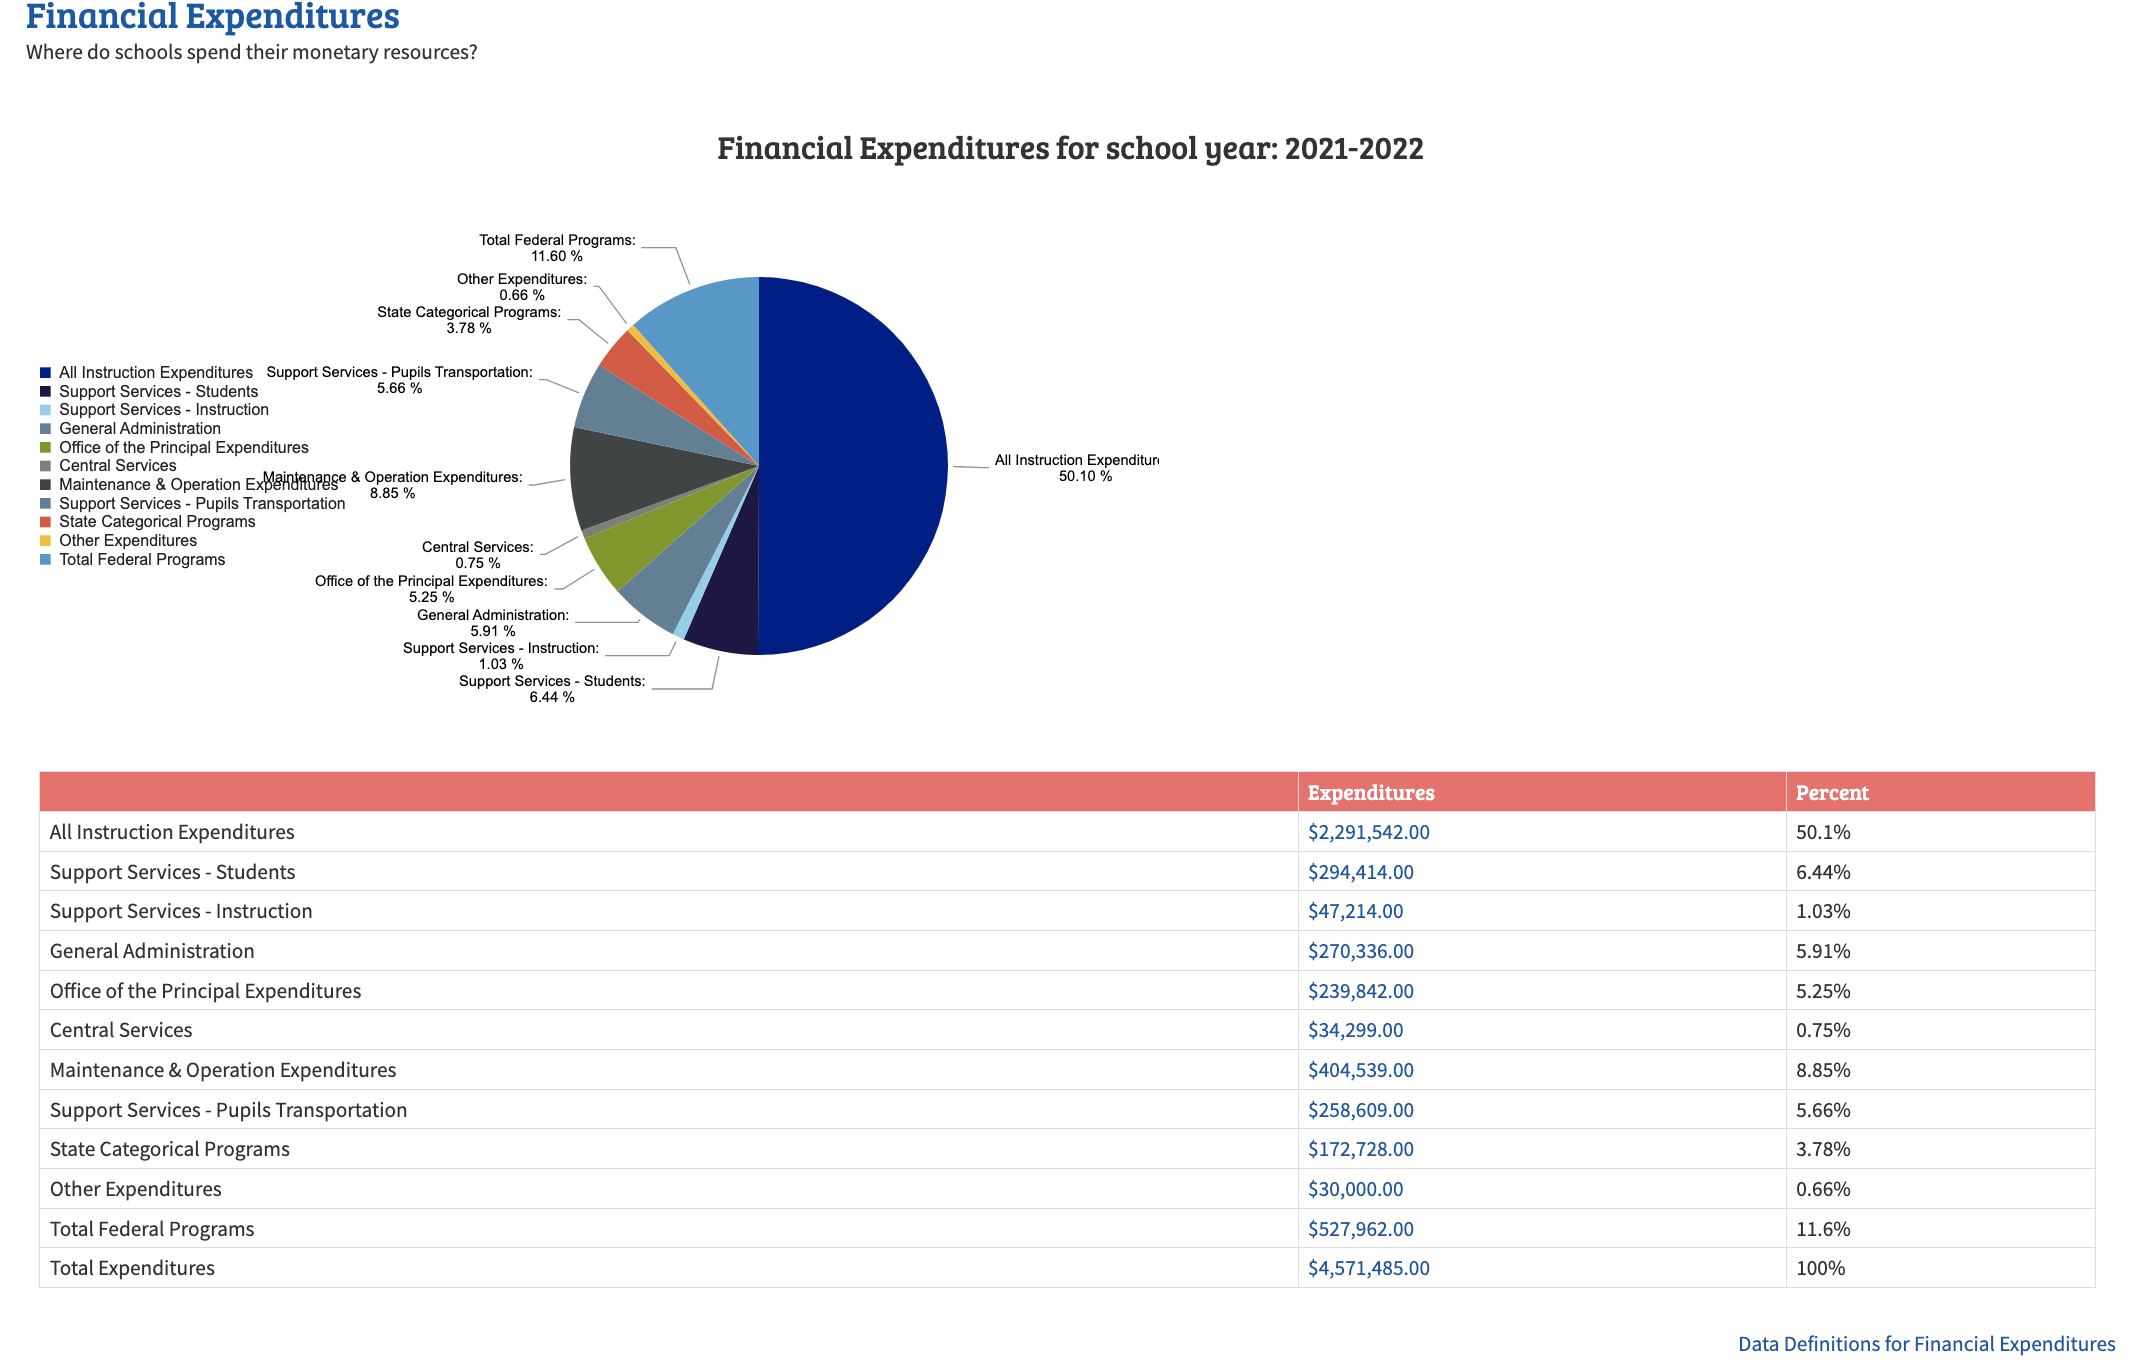 Financial Expenditures
Where do schools spend their monetary resources?
Financial Expenditures for school year: 2021-2022
Total Federal Programs:
11.60 %
Other Expenditures:
0.66 %
State Categorical Programs:
3.78 %
Support Services - Pupils Transportation:
5.66 %
All Instruction Expenditures
Support Services - Students
Support Services - Instruction
General Administration
Office of the Principal Expenditures
Central Services
Maintenance & Operation Expenditures
Support Services - Pupils Transportation
State Categorical Programs
Other Expenditures
Total Federal Programs
Maintenance & Operation Expenditures:
8.85 %
All Instruction Expenditure
50.10 %
Central Services:
0.75 %
Office of the Principal Expenditures:
5.25 %
General Administration:
5.91 %
Support Services - Instruction:
1.03 %
Support Services - Students:
6.44 %
Expenditures Percent
All Instruction Expenditures $2,291,542.00 50.1%
Support Services - Students $294,414.00 6.44%
Support Services - Instruction $47,214.00 1.03%
General Administration $270,336.00 5.91%
Office of the Principal Expenditures $239,842.00 5.25%
Central Services $34,299.00 0.75%
Maintenance & Operation Expenditures $404,539.00 8.85%
Support Services - Pupils Transportation $258,609.00 5.66%
State Categorical Programs $172,728.00 3.78%
Other Expenditures $30,000.00 0.66%
Total Federal Programs $527,962.00 11.6%
Total Expenditures $4,571,485.00 100%
Data Definitions for Financial Expenditures